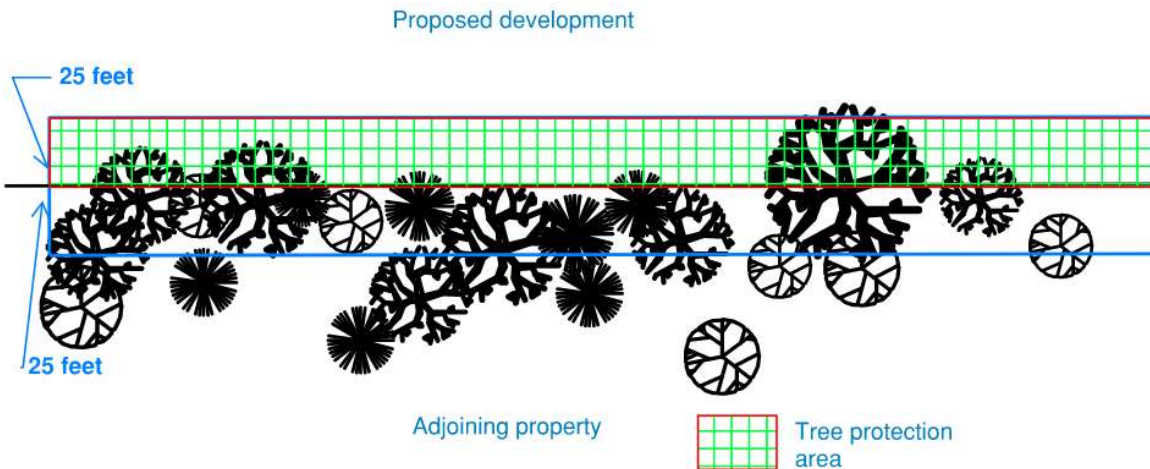 Proposed development
25 feet
25 feet
Adjoining property
Tree protection
area